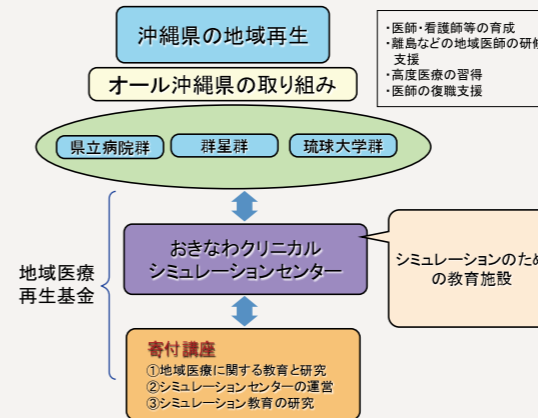 沖縄県の地域再生
・医師・看護師等の育成
・離島などの地域医師の研修
支援
・高度医療の習得
・医師の復職支援
オール沖縄県の取り組み
県立病院群
群星群
琉球大学群
地域医療
再生基金
おきなわクリニカル
シミュレーションセンター
シミュレーションのため
の教育施設
寄付講座
①地域医療に関する教育と研究
②シミュレーションセンターの運営
③シミュレーション教育の研究